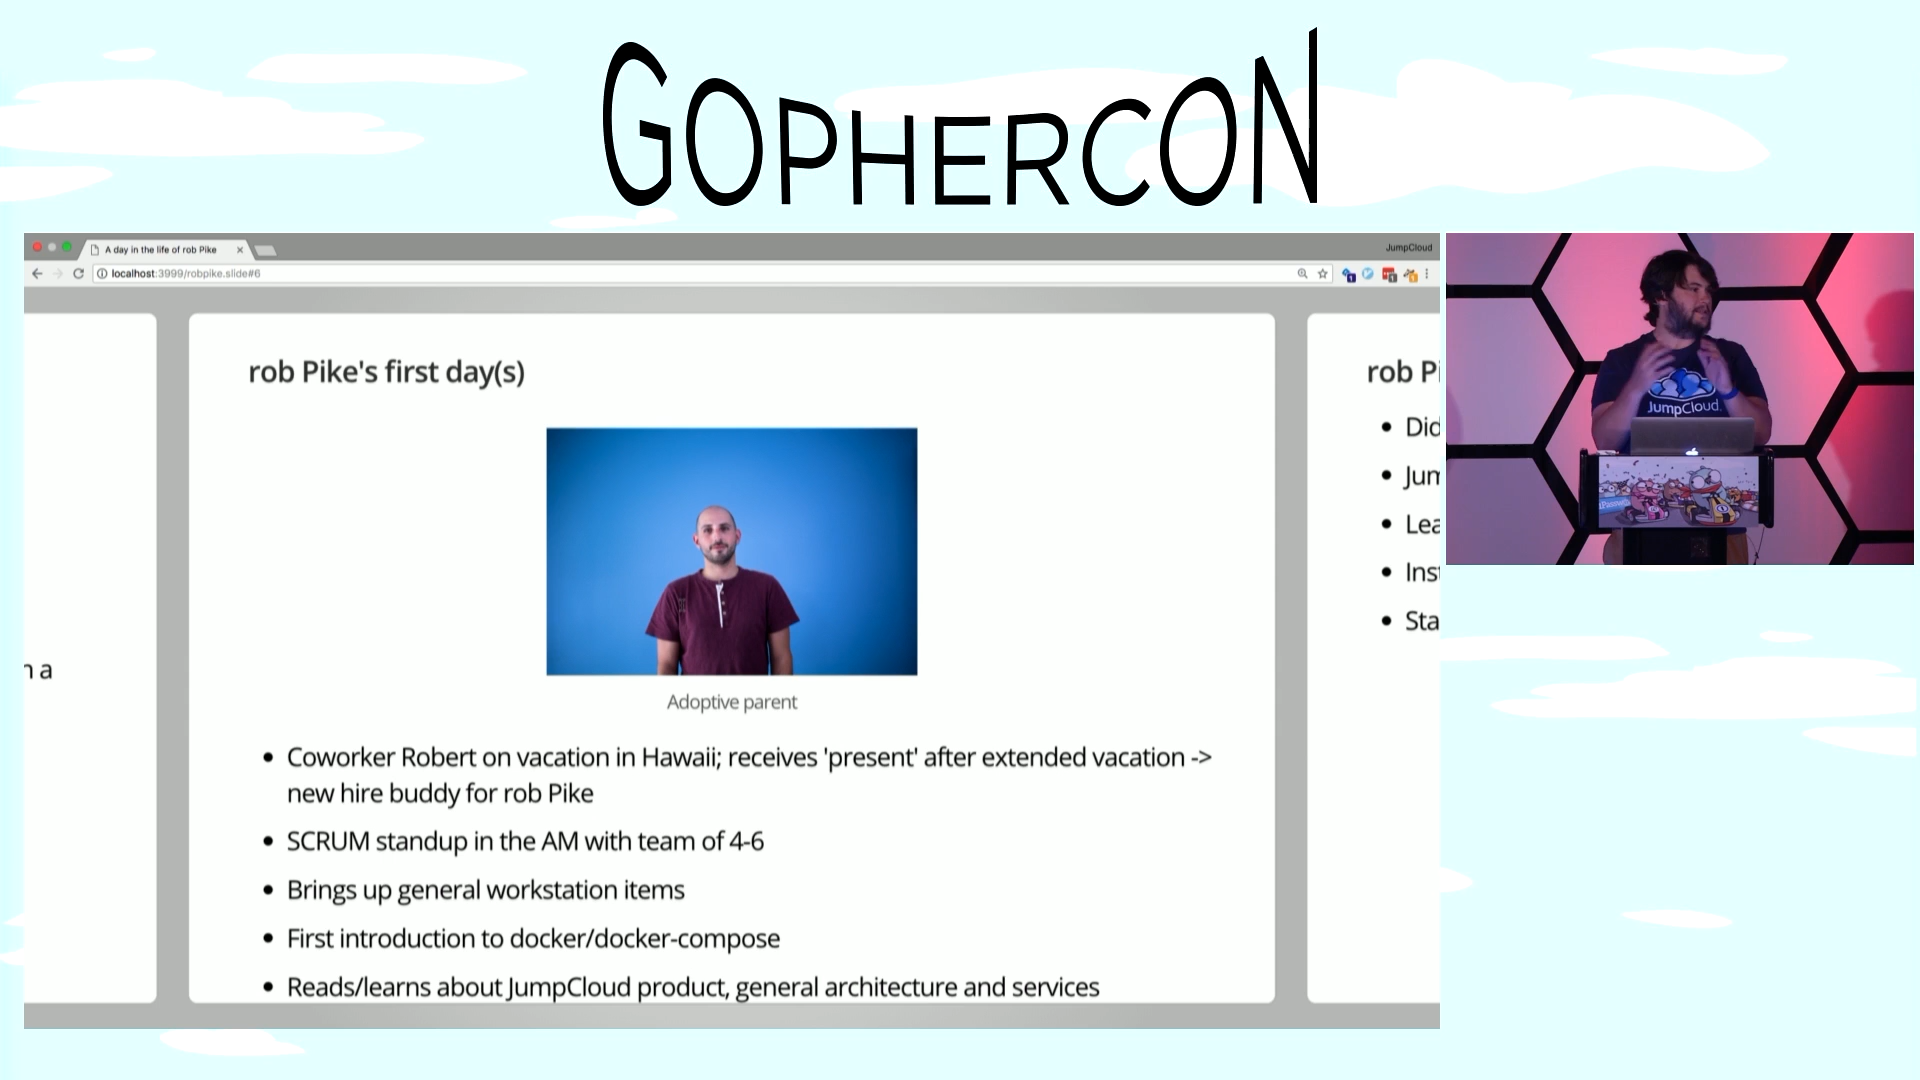 GOPHERCON
A day in the life of rob Pike
JumpCloud
localhost:3999/robpike.slide#6
rob Pike's first day(s)
Adoptive parent
• Coworker Robert on vacation in Hawaii; receives 'present' after extended vacation ->
new hire buddy for rob Pike
• SCRUM standup in the AM with team of 4-6
• Brings up general workstation items
• First introduction to docker/docker-compose
• Reads/learns about JumpCloud product, general architecture and services
n a
rob Pi
• Did
• Jum
• Lea
• Inst
• Sta
JumpCloud